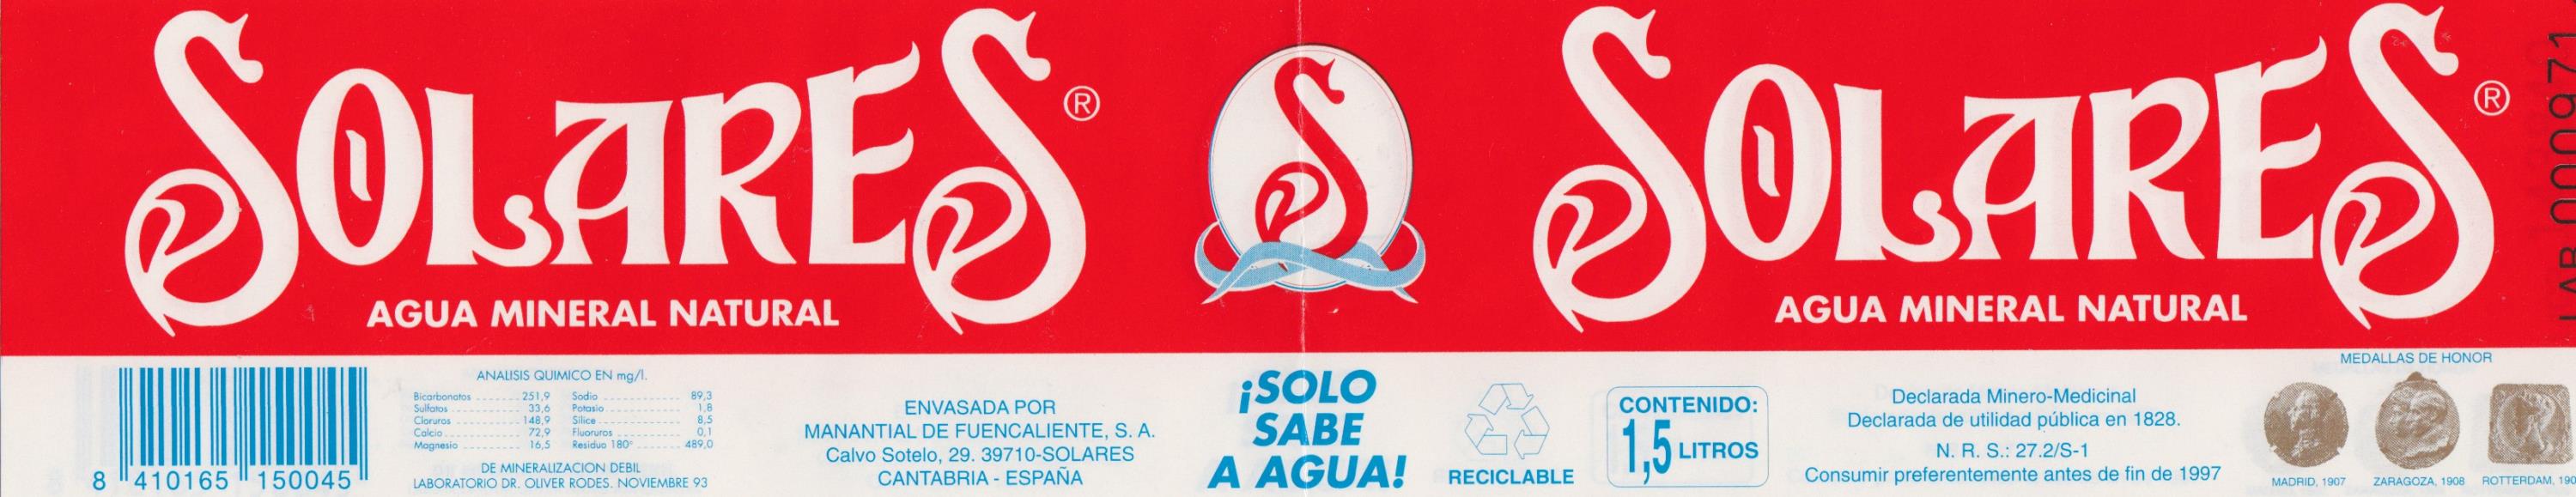 SOLARES®
AGUA MINERAL NATURAL
SOLARES®
AGUA MINERAL NATURAL
8 410165 150045
ANALISIS QUIMICO EN mg/l.
Bicarbonatos ........ 251,9 Sodio ........ 89,3
Sulfatos ........ 33,6 Potasio ........ 1,8
Cloruros ........ 148,9 Sílice ........ 8,5
Calcio ........ 72,9 Fluoruros ........ 0,1
Magnesio ........ 16,5 Residuo 180° ........ 489,0
DE MINERALIZACION DEBIL
LABORATORIO DR. OLIVER RODES. NOVIEMBRE 93
ENVASADA POR
MANANTIAL DE FUENCALIENTE, S. A.
Calvo Sotelo, 29. 39710-SOLARES
CANTABRIA - ESPAÑA
¡SOLO
SABE
A AGUA!
RECICLABLE
CONTENIDO:
1,5 LITROS
Declarada Minero-Medicinal
Declarada de utilidad pública en 1828.
N. R. S.: 27.2/S-1
Consumir preferentemente antes de fin de 1997
MEDALLAS DE HONOR
MADRID, 1907
ZARAGOZA, 1908
ROTTERDAM,